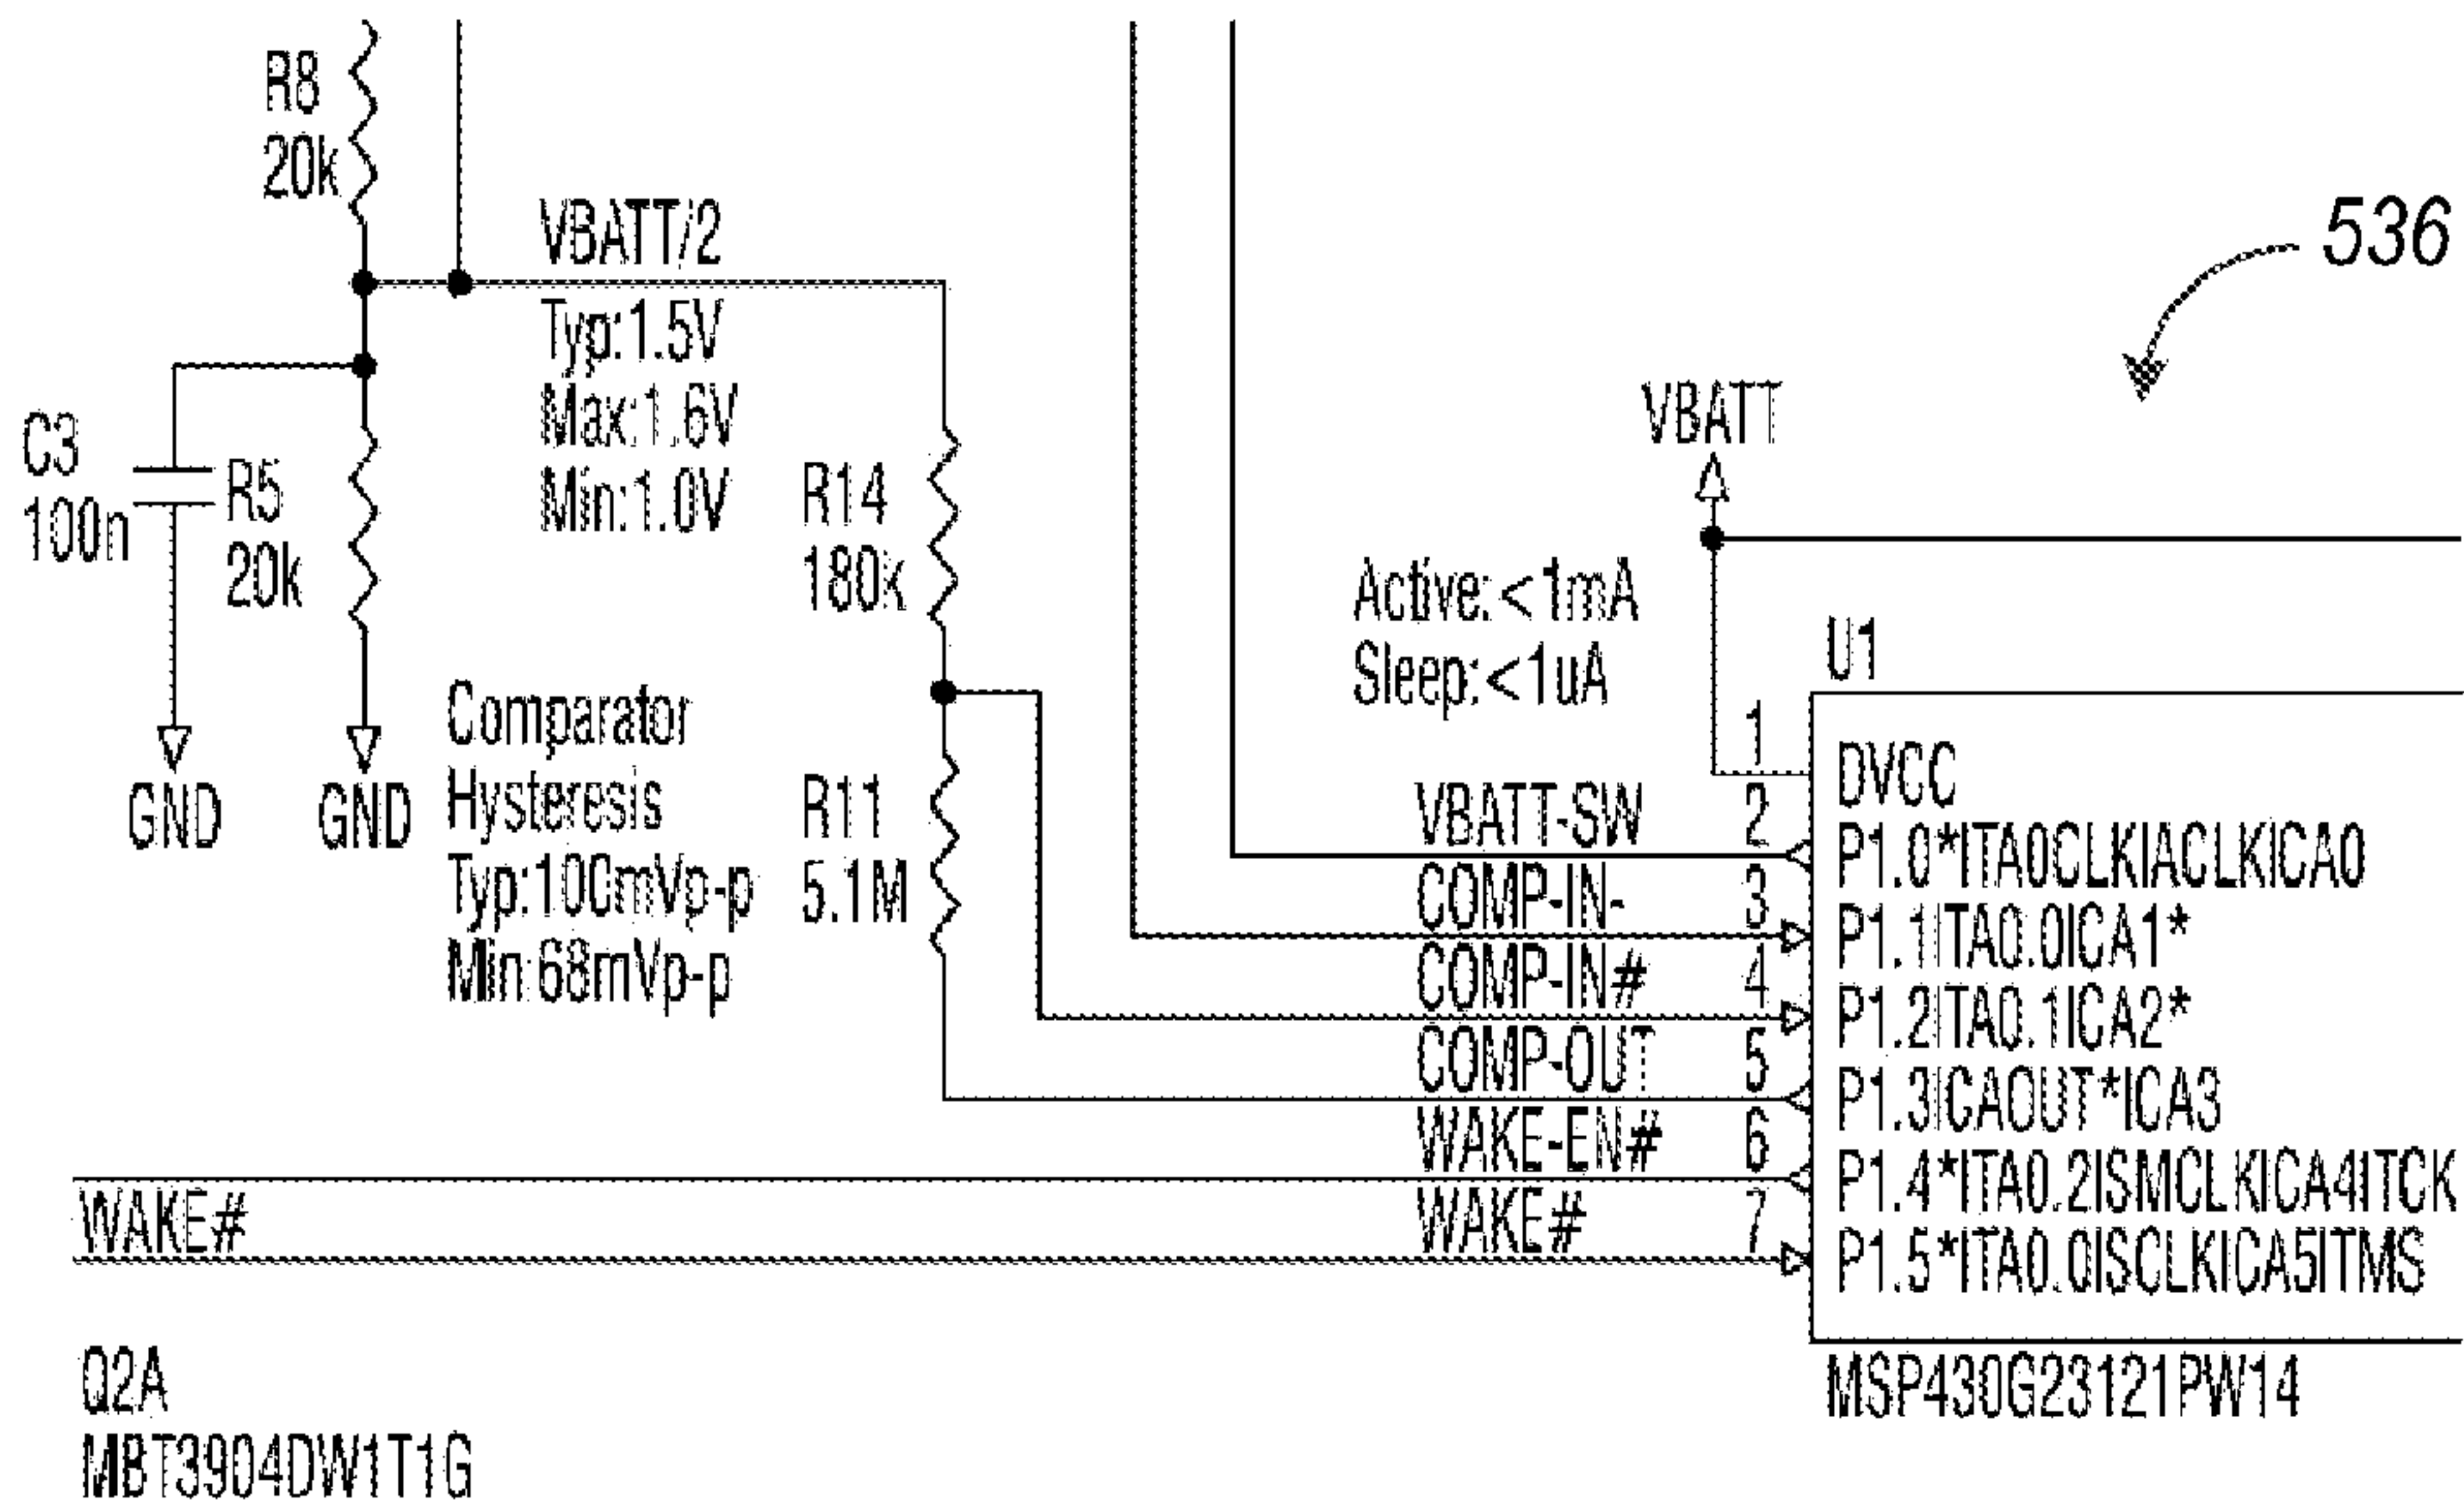 R8
20k
VBATT/2
Typ:1.5V
Max:1.6V
Min:1.0V
536
C3
100n
R5
20k
R14
180k
VBATT
Active:<1mA
Sleep:<1uA
U1
GND
GND
Comparator
Hysteresis
Typ:100mVp-p
Min:68mVp-p
R11
5.1M
1
DVCC
VBATT-SW 2 P1.0*ITA0CLKIACLKICA0
COMP-IN- 3 P1.1ITA0.0ICA1*
COMP-IN# 4 P1.2ITA0.1ICA2*
COMP-OUT 5 P1.3ICAOUT*ICA3
WAKE-EN# 6 P1.4*ITA0.2ISMCLKICA4ITCK
WAKE#
WAKE# 7 P1.5*ITA0.0ISCLKICA5ITMS
MSP430G23121PW14
Q2A
MBT3904DW1T1G